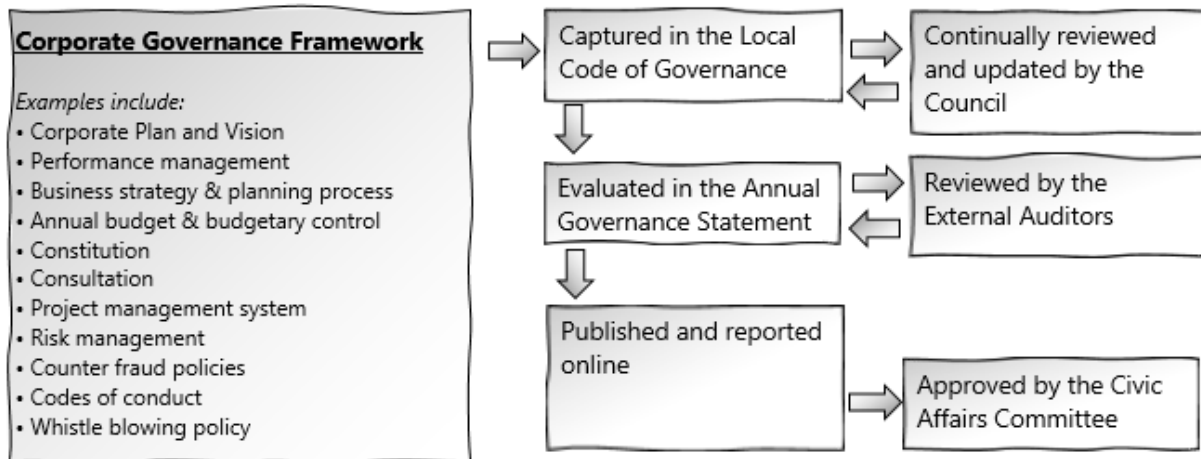 Corporate Governance Framework
Examples include:
• Corporate Plan and Vision
• Performance management
• Business strategy & planning process
• Annual budget & budgetary control
• Constitution
• Consultation
• Project management system
• Risk management
• Counter fraud policies
• Codes of conduct
• Whistle blowing policy
Captured in the Local
Code of Governance
Continually reviewed
and updated by the
Council
Evaluated in the Annual
Governance Statement
Reviewed by the
External Auditors
Published and reported
online
Approved by the Civic
Affairs Committee